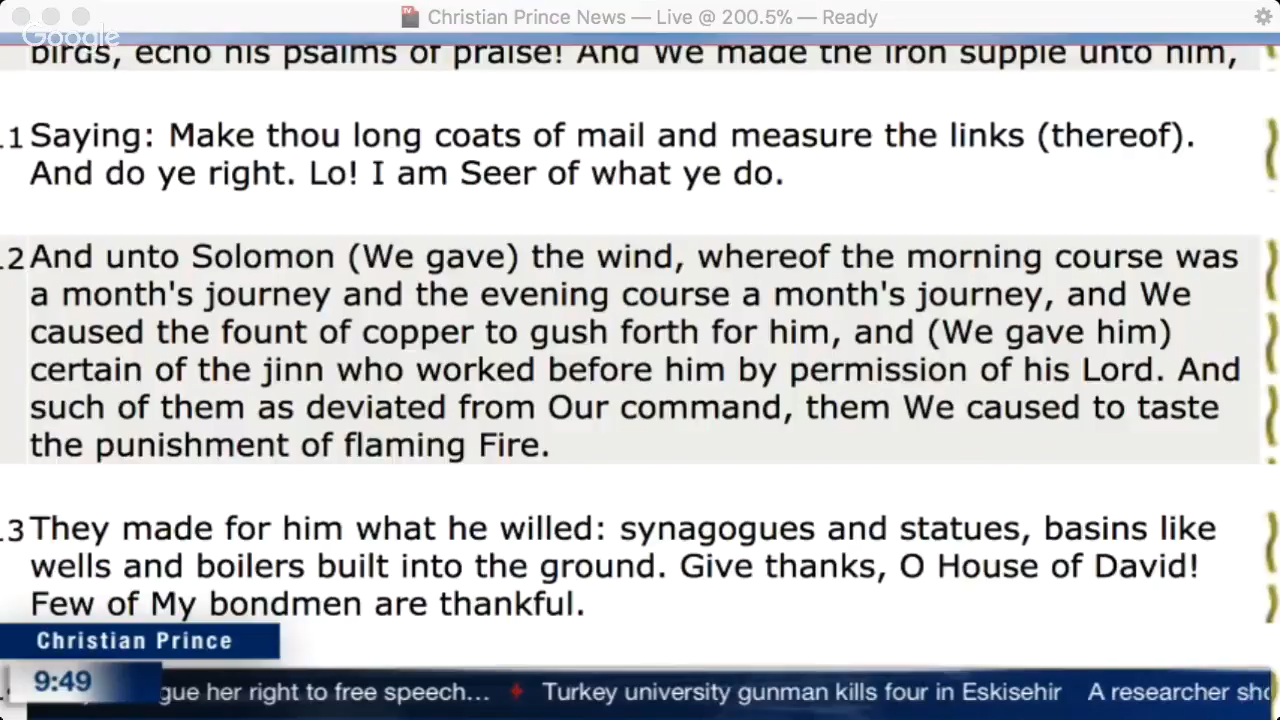 Christian Prince News — Live @ 200.5% — Ready
Google
birds, echo his psalms of praise! And We made the iron supple unto him,
.1 Saying: Make thou long coats of mail and measure the links (thereof).
And do ye right. Lo! I am Seer of what ye do.
.2 And unto Solomon (We gave) the wind, whereof the morning course was
a month's journey and the evening course a month's journey, and We
caused the fount of copper to gush forth for him, and (We gave him)
certain of the jinn who worked before him by permission of his Lord. And
such of them as deviated from Our command, them We caused to taste
the punishment of flaming Fire.
.3 They made for him what he willed: synagogues and statues, basins like
wells and boilers built into the ground. Give thanks, O House of David!
Few of My bondmen are thankful.
Christian Prince
9:49
gue her right to free speech... Turkey university gunman kills four in Eskisehir A researcher sho